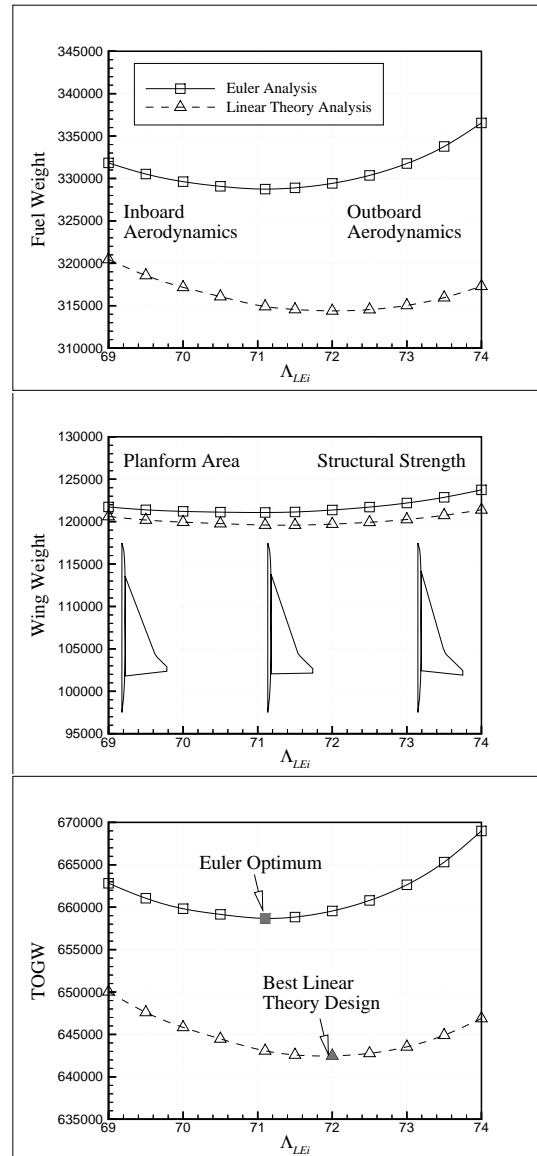 345000
340000
335000
330000
325000
320000
315000
310000
Fuel Weight
Euler Analysis
Linear Theory Analysis
Inboard
Aerodynamics
Outboard
Aerodynamics
69 70 71 72 73 74
Λ_LEi
130000
125000
120000
115000
110000
105000
100000
95000
Wing Weight
Planform Area
Structural Strength
69 70 71 72 73 74
Λ_LEi
670000
665000
660000
655000
650000
645000
640000
635000
TOGW
Euler Optimum
Best Linear
Theory Design
69 70 71 72 73 74
Λ_LEi